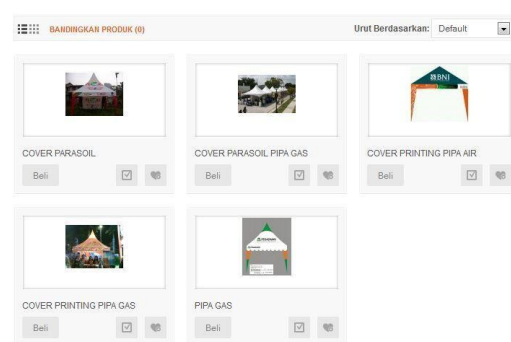 BANDINGKAN PRODUK (0)
Urut Berdasarkan: Default
BNI
COVER PARASOIL
COVER PARASOIL PIPA GAS
COVER PRINTING PIPA AIR
Beli
Beli
Beli
COVER PRINTING PIPA GAS
PIPA GAS
Beli
Beli